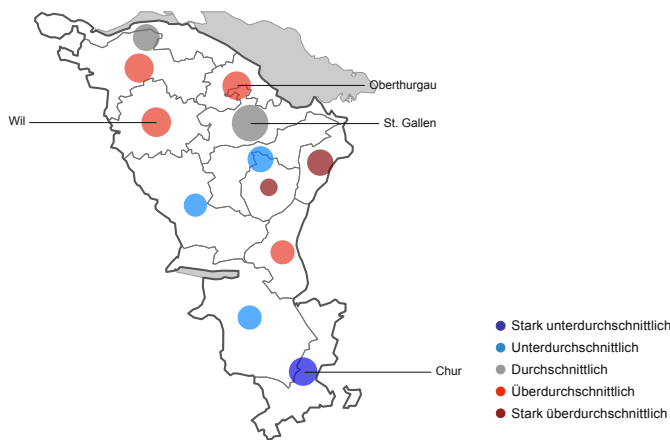 Oberthurgau
Wil
St. Gallen
Chur
Stark unterdurchschnittlich
Unterdurchschnittlich
Durchschnittlich
Überdurchschnittlich
Stark überdurchschnittlich